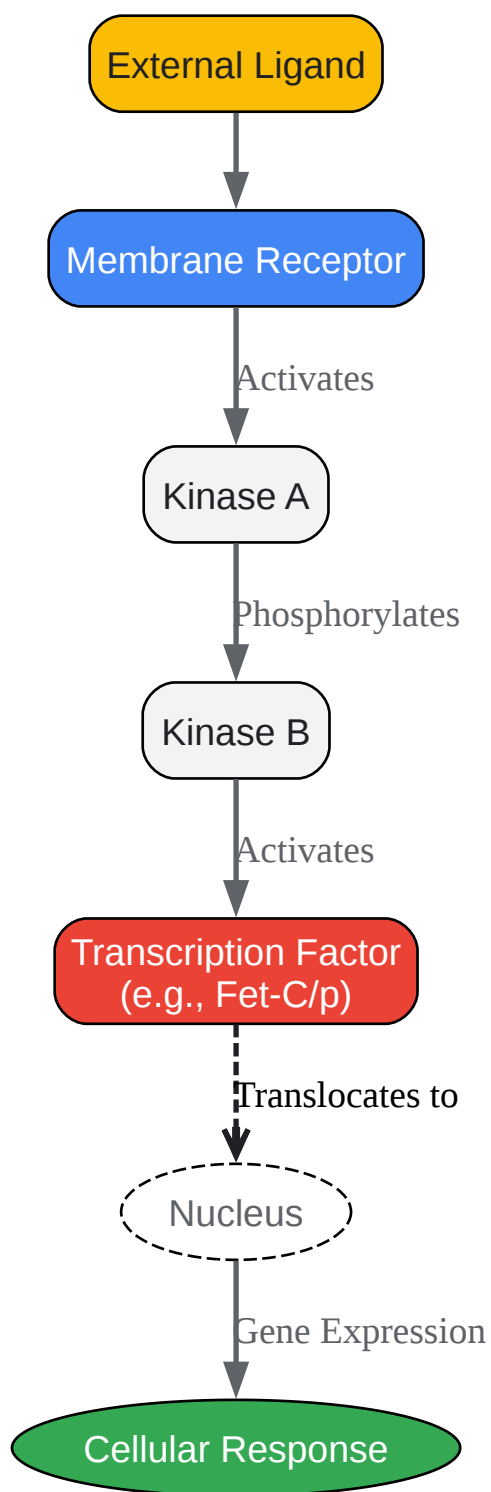 External Ligand
Membrane Receptor
Activates
Kinase A
Phosphorylates
Kinase B
Activates
Transcription Factor
(e.g., Fet-C/p)
Translocates to
Nucleus
Gene Expression
Cellular Response